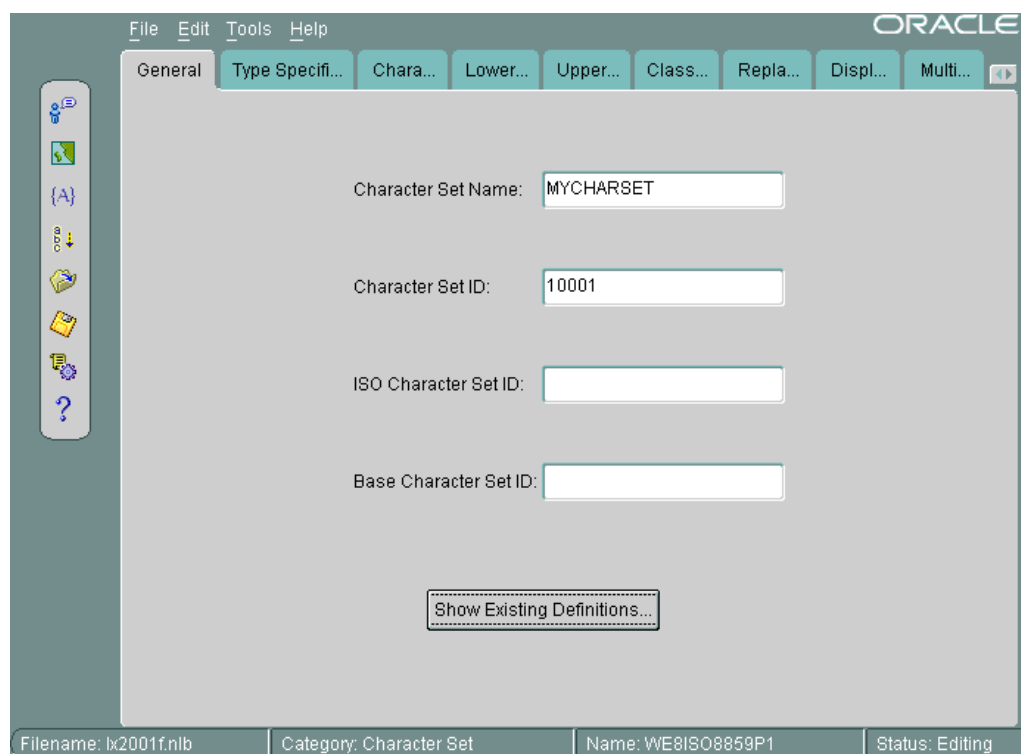 File Edit Tools Help
ORACLE
General Type Specifi... Chara... Lower... Upper... Class... Repla... Displ... Multi...
{A}
a
b
c
?
Character Set Name: MYCHARSET
Character Set ID: 10001
ISO Character Set ID:
Base Character Set ID:
Show Existing Definitions...
Filename: lx2001f.nlb Category: Character Set Name: WE8ISO8859P1 Status: Editing